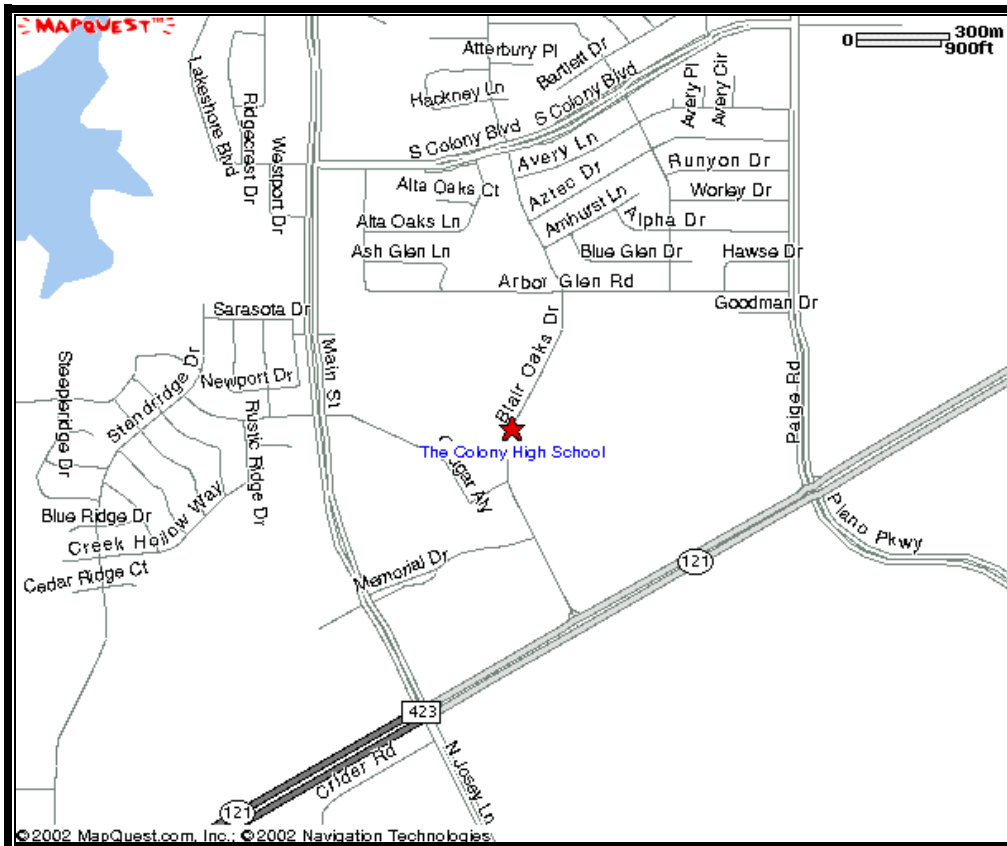 MAPQUEST™
0 300m
900ft
Atterbury Pl
Bartlett Dr
Hackney Ln
S Colony Blvd
S Colony Blvd
Avery Pl
Avery Cir
Lakeshore Blvd
Ridgecrest Dr
Westport Dr
Avery Ln
Aztec Dr
Runyon Dr
Worley Dr
Alta Oaks Ct
Amhurst Ln
Alpha Dr
Alta Oaks Ln
Ash Glen Ln
Blue Glen Dr
Hawse Dr
Arbor Glen Rd
Goodman Dr
Sarasota Dr
Blair Oaks Dr
Main St
Standridge Dr
Steepleridge Dr
Newport Dr
Rustic Ridge Dr
Paige Rd
The Colony High School
Cougar Aly
Blue Ridge Dr
Creek Hollow Way
Plano Pkwy
Cedar Ridge Ct
Memorial Dr
121
423
N Josey Ln
Crider Rd
121
©2002 MapQuest.com, Inc.; ©2002 Navigation Technologies